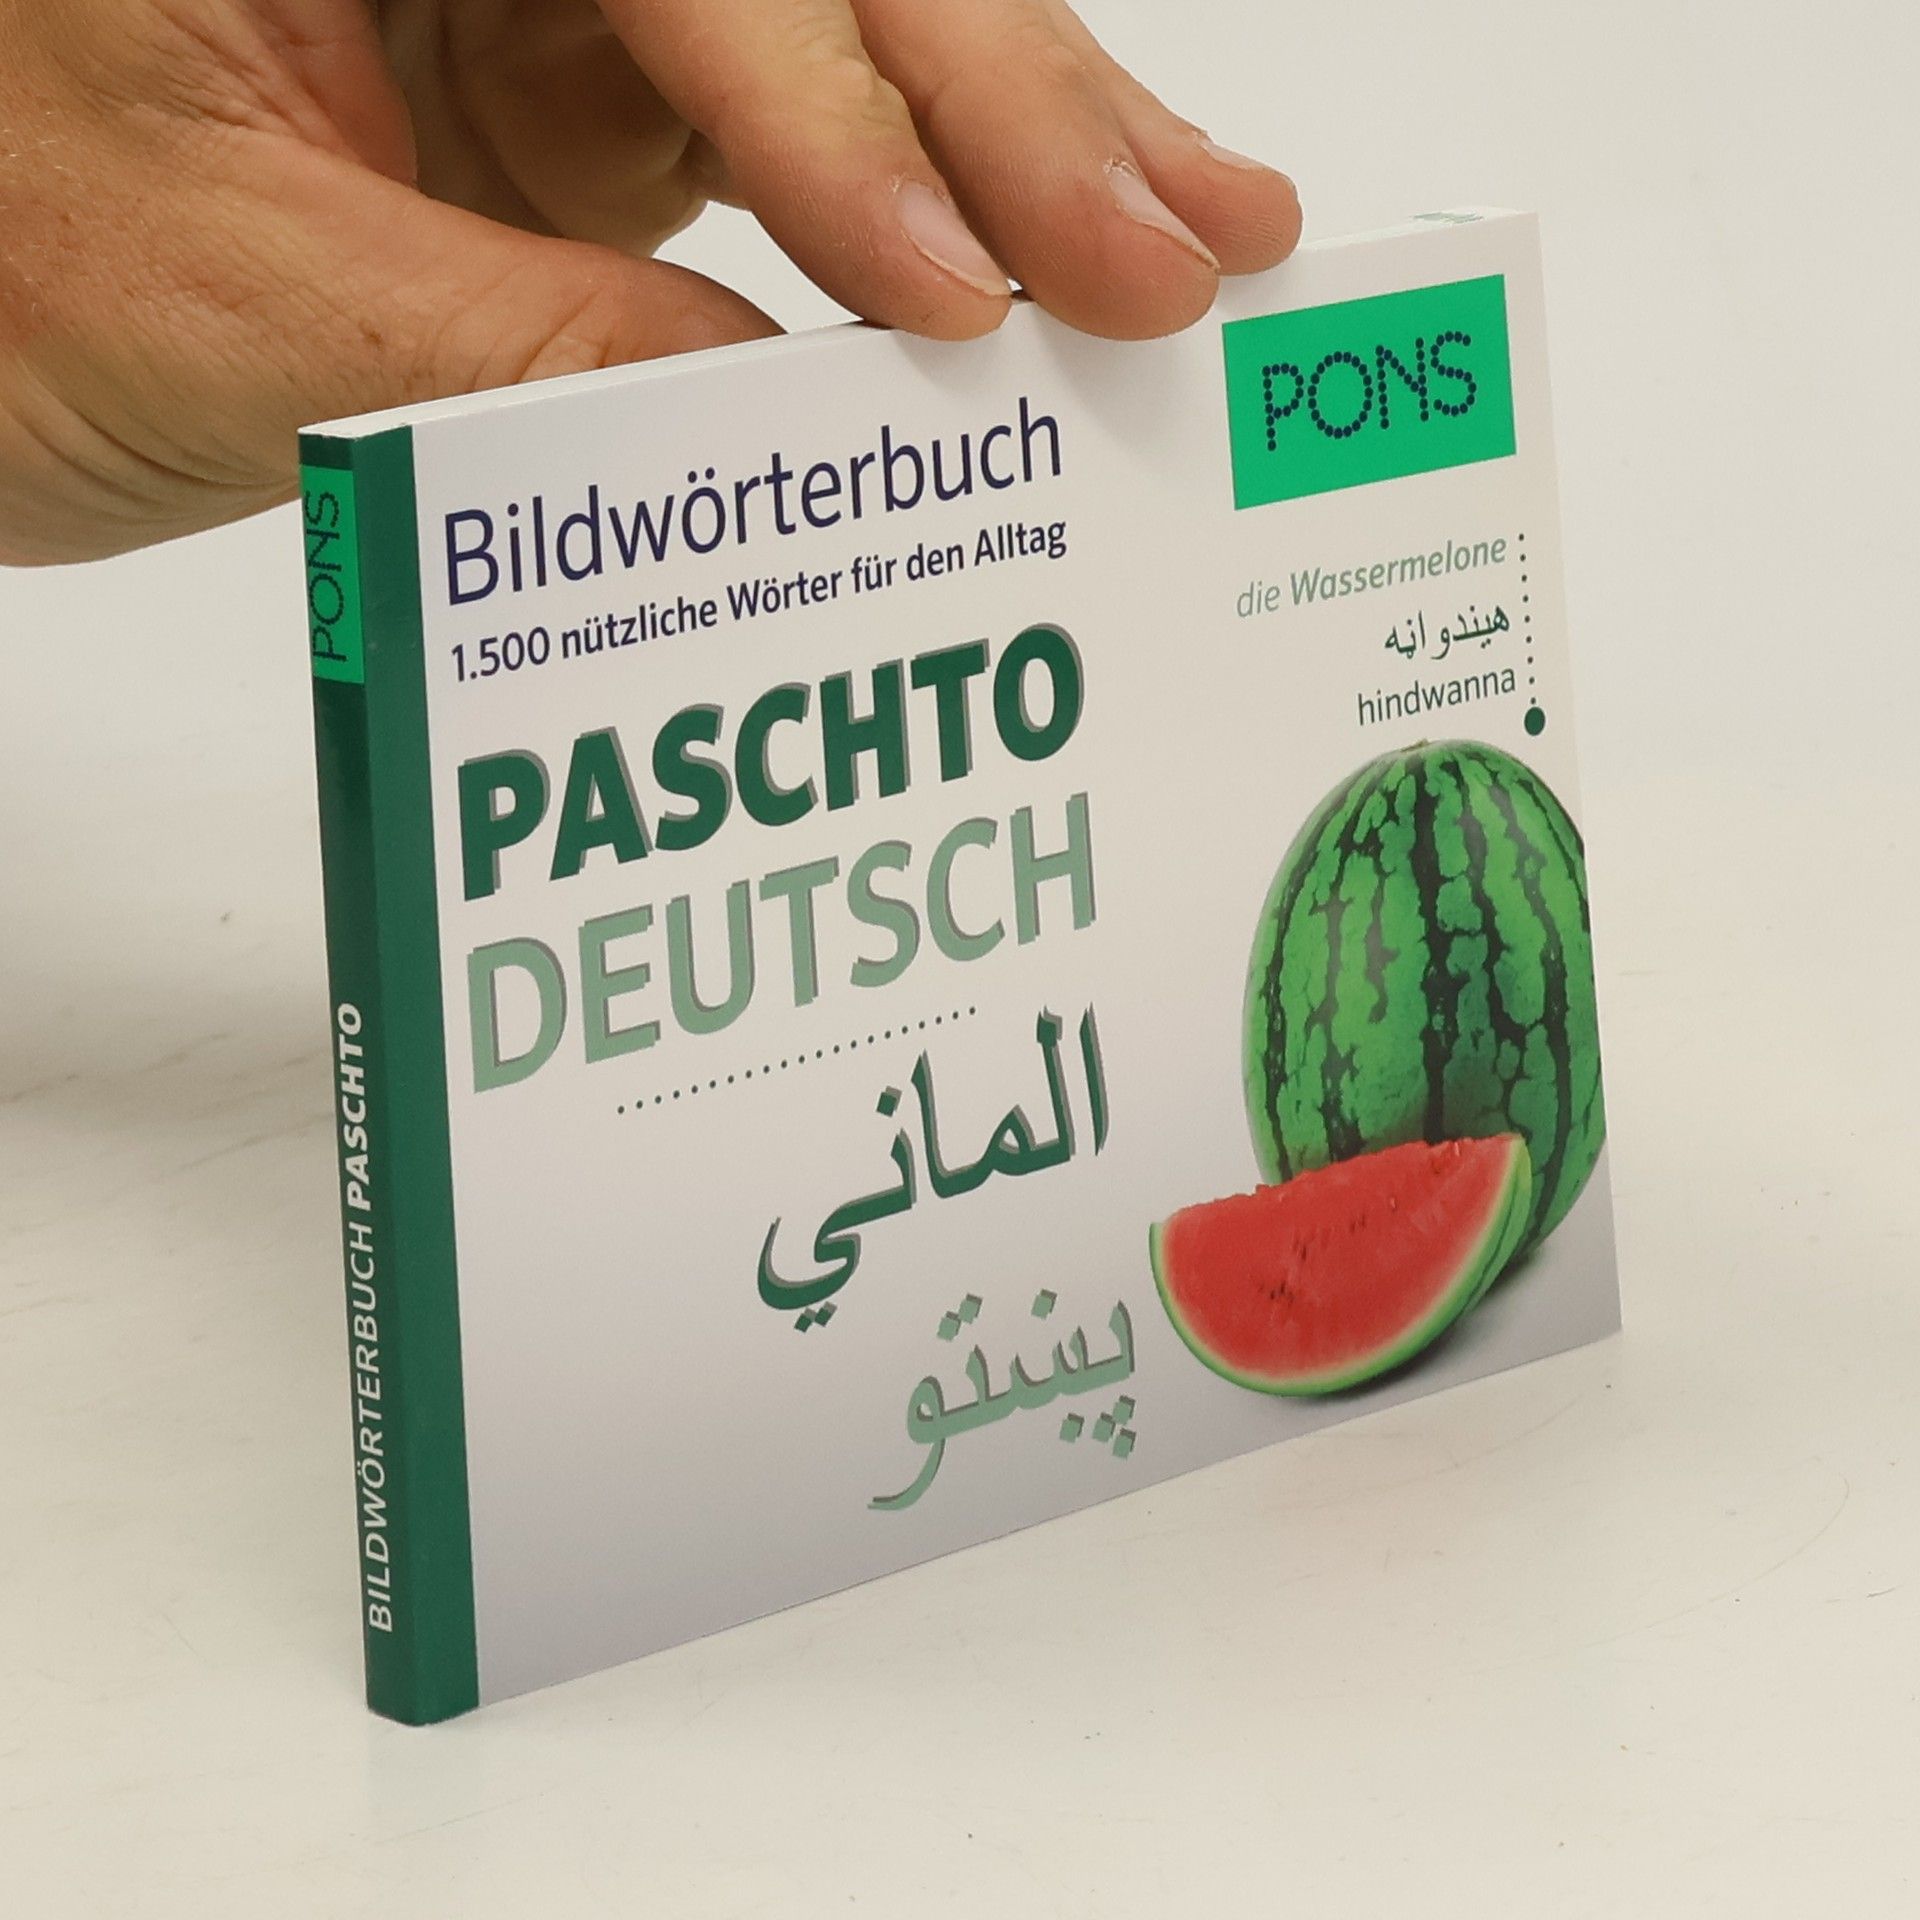 Bildwörterbuch
1.500 nützliche Wörter für den Alltag
PASCHTO
DEUTSCH
الماني
پښتو
PONS
die Wassermelone
هیندواڼه
hindwanna
PONS
BILDWÖRTERBUCH PASCHTO